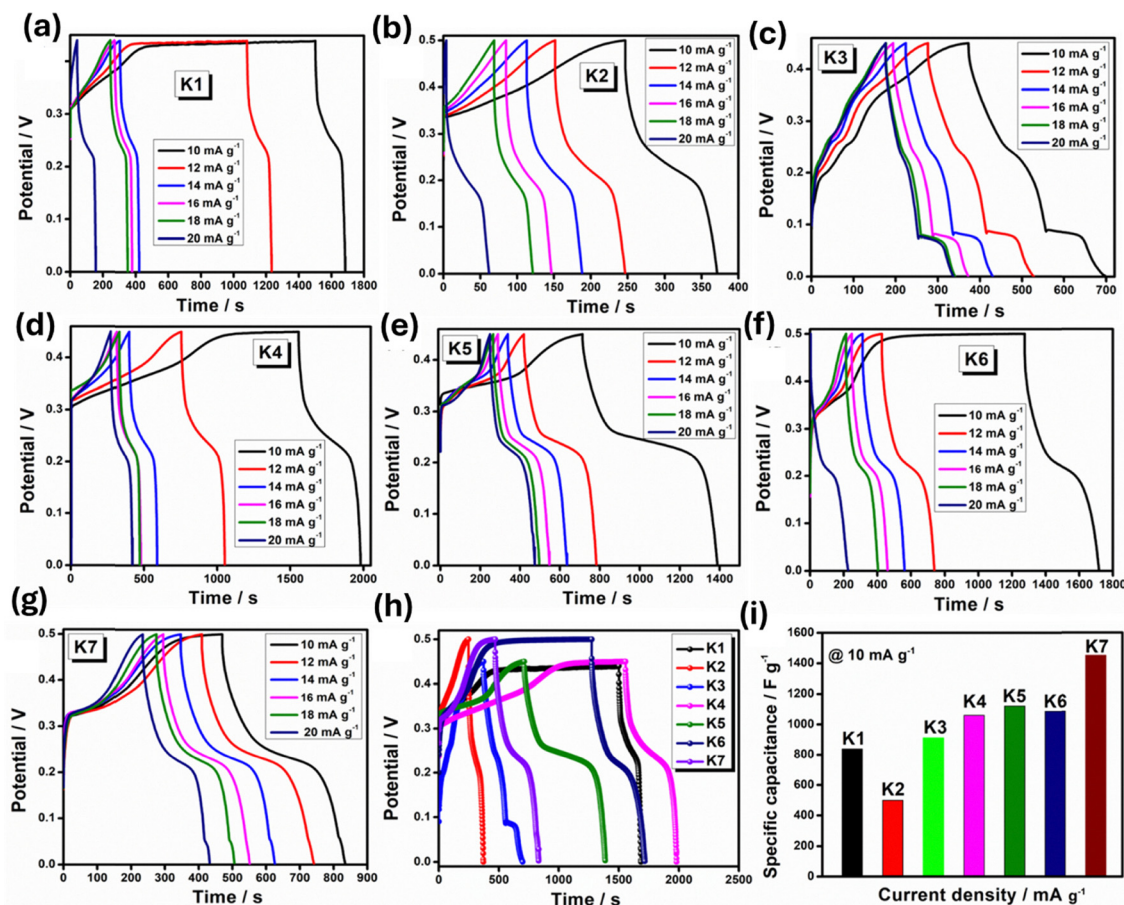 (a)
K1
10 mA g⁻¹
12 mA g⁻¹
14 mA g⁻¹
16 mA g⁻¹
18 mA g⁻¹
20 mA g⁻¹
Potential / V
0.3
0.2
0.1
0.0
0 200 400 600 800 1000 1200 1400 1600 1800
Time / s
(b)
K2
10 mA g⁻¹
12 mA g⁻¹
14 mA g⁻¹
16 mA g⁻¹
18 mA g⁻¹
20 mA g⁻¹
Potential / V
0.5
0.4
0.3
0.2
0.1
0.0
0 50 100 150 200 250 300 350 400
Time / s
(c)
K3
10 mA g⁻¹
12 mA g⁻¹
14 mA g⁻¹
16 mA g⁻¹
18 mA g⁻¹
20 mA g⁻¹
Potential / V
0.4
0.3
0.2
0.1
0.0
0 100 200 300 400 500 600 700
Time / s
(d)
K4
10 mA g⁻¹
12 mA g⁻¹
14 mA g⁻¹
16 mA g⁻¹
18 mA g⁻¹
20 mA g⁻¹
Potential / V
0.4
0.3
0.2
0.1
0.0
0 500 1000 1500 2000
Time / s
(e)
K5
10 mA g⁻¹
12 mA g⁻¹
14 mA g⁻¹
16 mA g⁻¹
18 mA g⁻¹
20 mA g⁻¹
Potential / V
0.4
0.3
0.2
0.1
0.0
0 200 400 600 800 1000 1200 1400
Time / s
(f)
K6
10 mA g⁻¹
12 mA g⁻¹
14 mA g⁻¹
16 mA g⁻¹
18 mA g⁻¹
20 mA g⁻¹
Potential / V
0.5
0.4
0.3
0.2
0.1
0.0
0 200 400 600 800 1000 1200 1400 1600 1800
Time / s
(g)
K7
10 mA g⁻¹
12 mA g⁻¹
14 mA g⁻¹
16 mA g⁻¹
18 mA g⁻¹
20 mA g⁻¹
Potential / V
0.5
0.4
0.3
0.2
0.1
0.0
0 100 200 300 400 500 600 700 800 900
Time / s
(h)
K1
K2
K3
K4
K5
K6
K7
Potential / V
0.5
0.4
0.3
0.2
0.1
0.0
0 500 1000 1500 2000 2500
Time / s
(i)
@ 10 mA g⁻¹
K1
K2
K3
K4
K5
K6
K7
Specific capacitance / F g⁻¹
1600
1400
1200
1000
800
600
400
200
0
Current density / mA g⁻¹